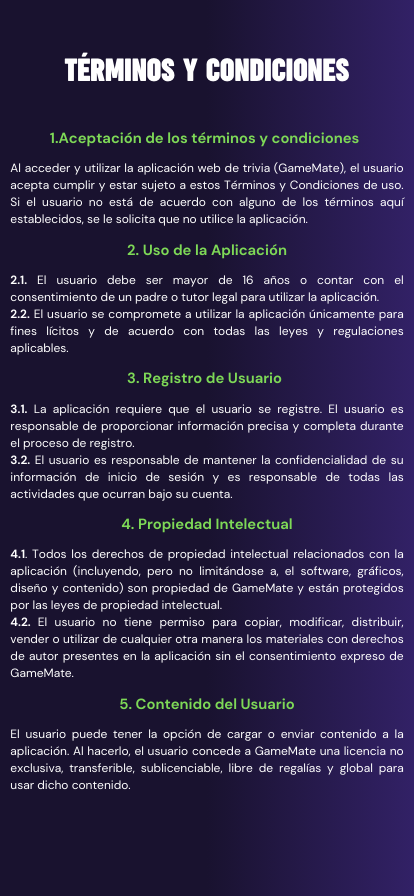 TÉRMINOS Y CONDICIONES
1.Aceptación de los términos y condiciones
Al acceder y utilizar la aplicación web de trivia (GameMate), el usuario
acepta cumplir y estar sujeto a estos Términos y Condiciones de uso.
Si el usuario no está de acuerdo con alguno de los términos aquí
establecidos, se le solicita que no utilice la aplicación.
2. Uso de la Aplicación
2.1. El usuario debe ser mayor de 16 años o contar con el
consentimiento de un padre o tutor legal para utilizar la aplicación.
2.2. El usuario se compromete a utilizar la aplicación únicamente para
fines lícitos y de acuerdo con todas las leyes y regulaciones
aplicables.
3. Registro de Usuario
3.1. La aplicación requiere que el usuario se registre. El usuario es
responsable de proporcionar información precisa y completa durante
el proceso de registro.
3.2. El usuario es responsable de mantener la confidencialidad de su
información de inicio de sesión y es responsable de todas las
actividades que ocurran bajo su cuenta.
4. Propiedad Intelectual
4.1. Todos los derechos de propiedad intelectual relacionados con la
aplicación (incluyendo, pero no limitándose a, el software, gráficos,
diseño y contenido) son propiedad de GameMate y están protegidos
por las leyes de propiedad intelectual.
4.2. El usuario no tiene permiso para copiar, modificar, distribuir,
vender o utilizar de cualquier otra manera los materiales con derechos
de autor presentes en la aplicación sin el consentimiento expreso de
GameMate.
5. Contenido del Usuario
El usuario puede tener la opción de cargar o enviar contenido a la
aplicación. Al hacerlo, el usuario concede a GameMate una licencia no
exclusiva, transferible, sublicenciable, libre de regalías y global para
usar dicho contenido.